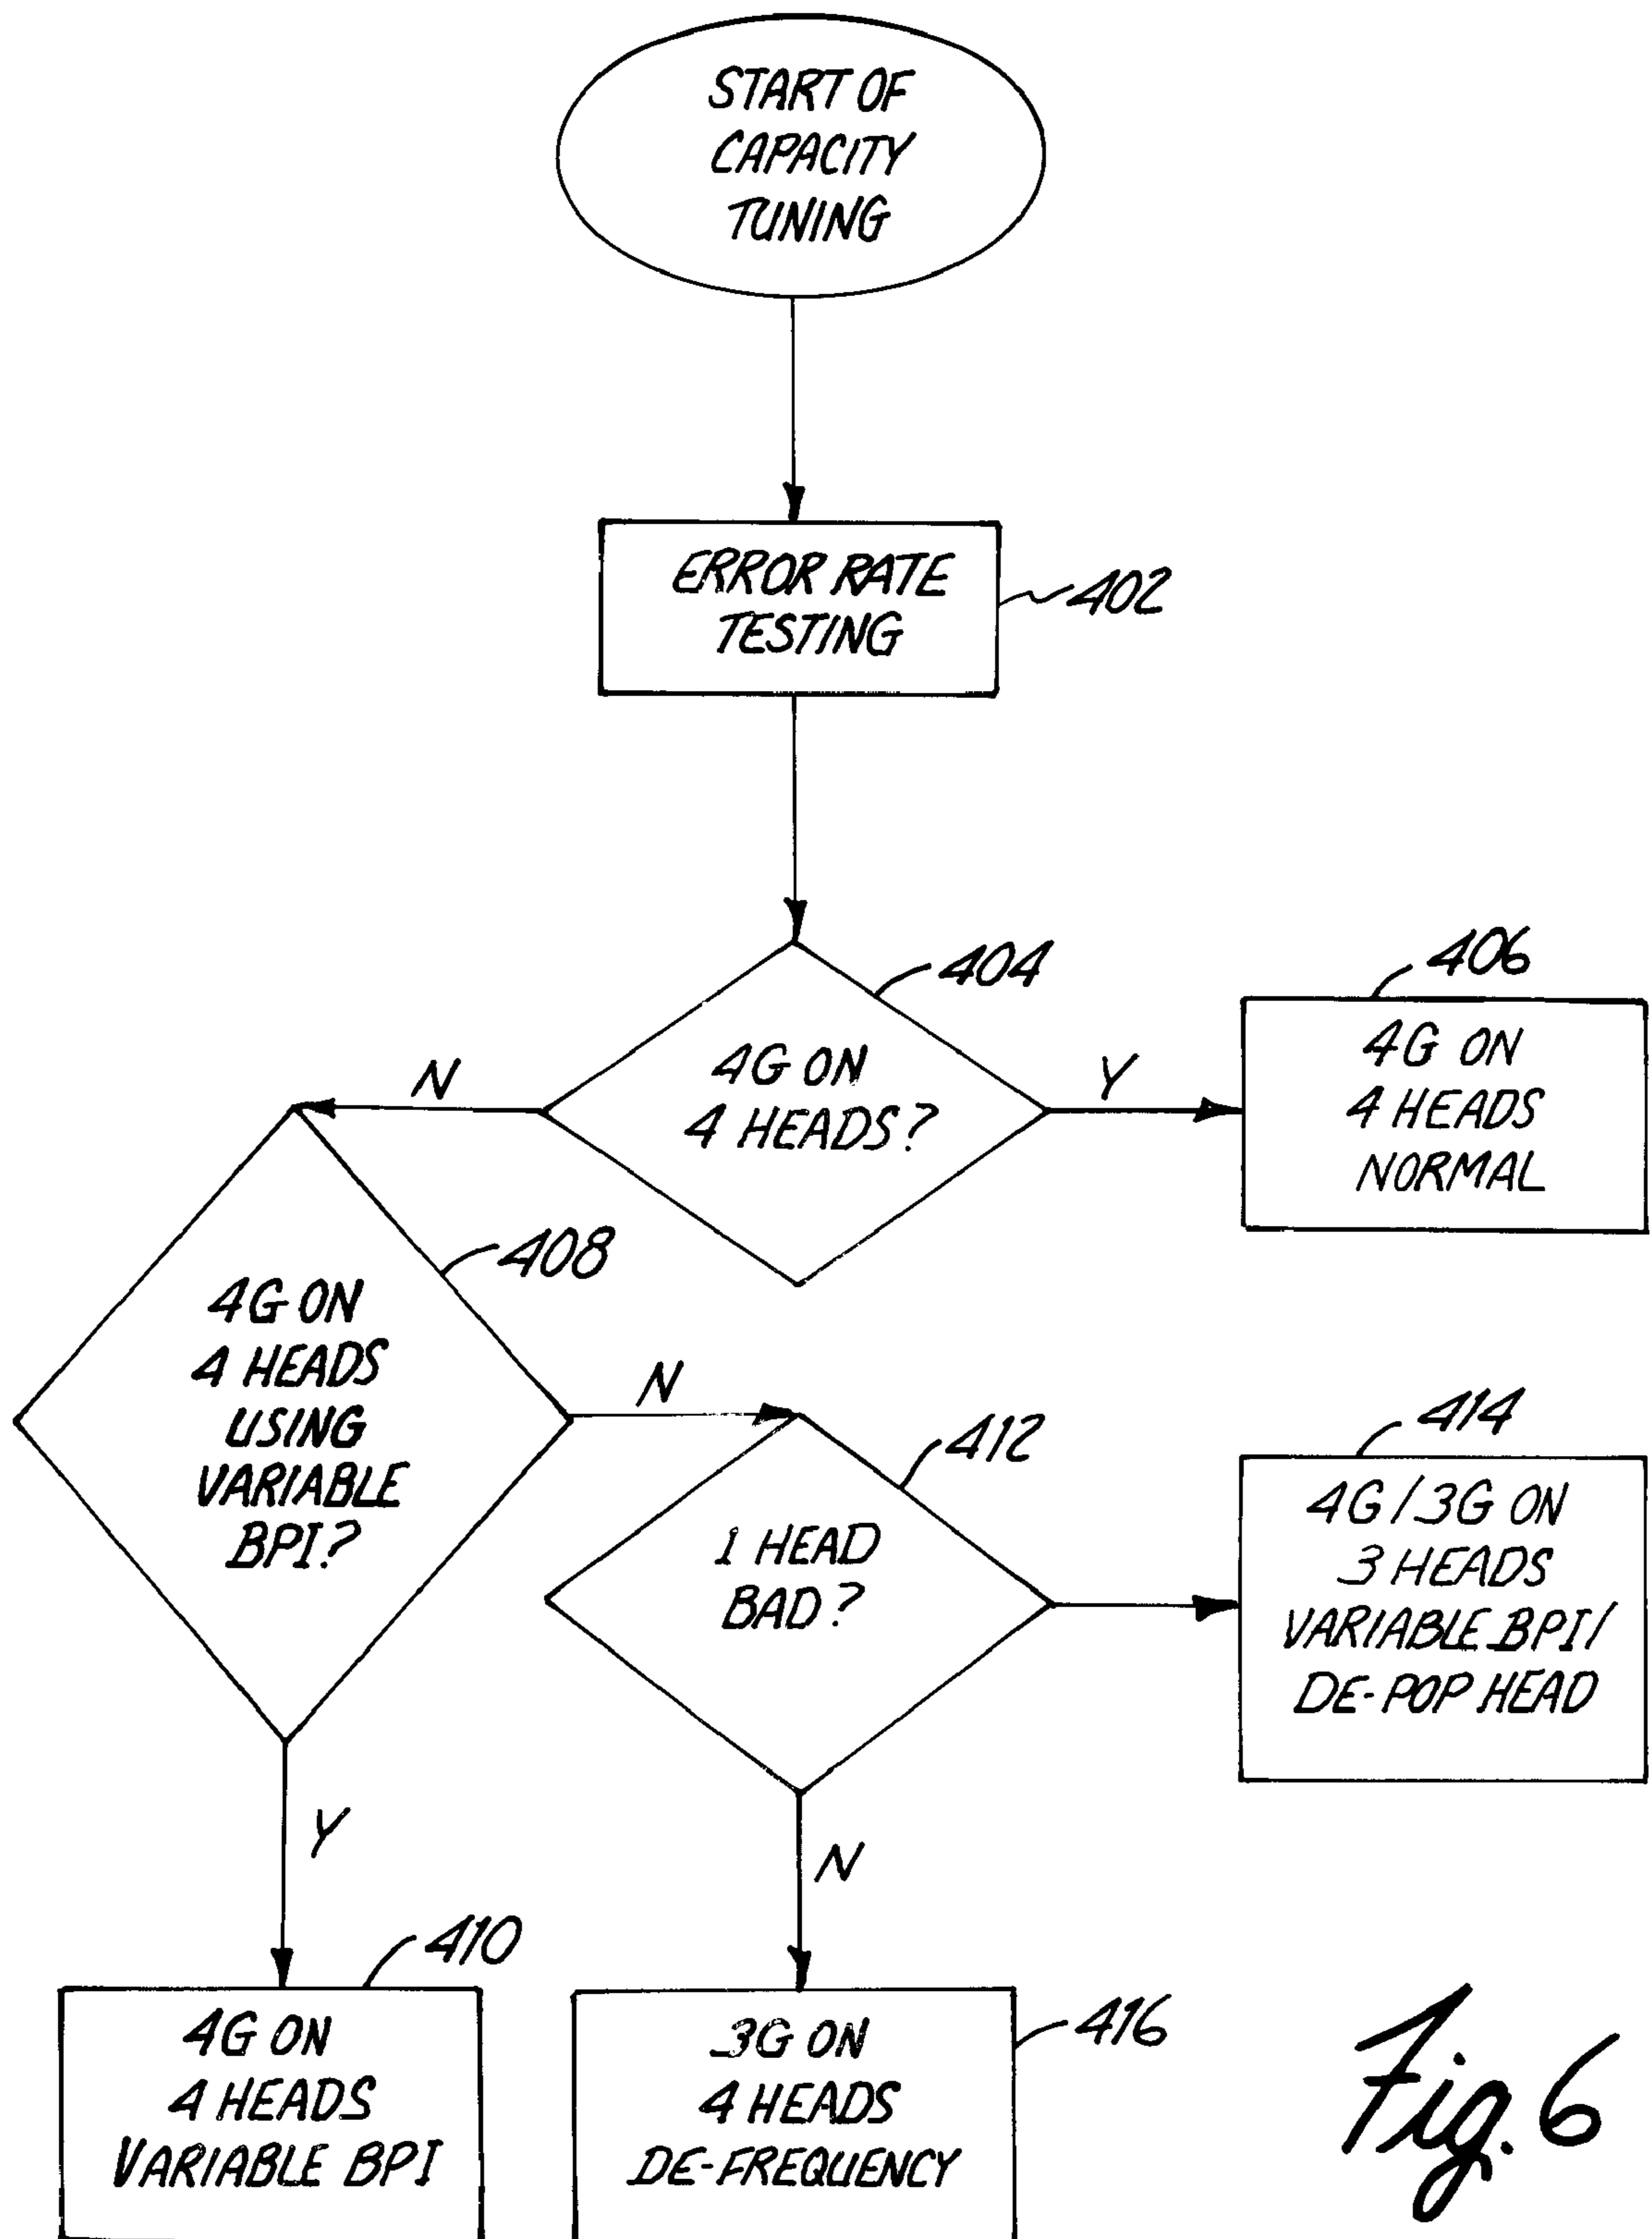 START OF
CAPACITY
TUNING
ERROR RATE
TESTING
402
404
4G ON
4 HEADS?
N
Y
406
4G ON
4 HEADS
NORMAL
408
4G ON
4 HEADS
USING
VARIABLE
BPI?
N
Y
412
1 HEAD
BAD?
N
414
4G/3G ON
3 HEADS
VARIABLE BPI/
DE-POP HEAD
410
4G ON
4 HEADS
VARIABLE BPI
416
3G ON
4 HEADS
DE-FREQUENCY
Fig. 6